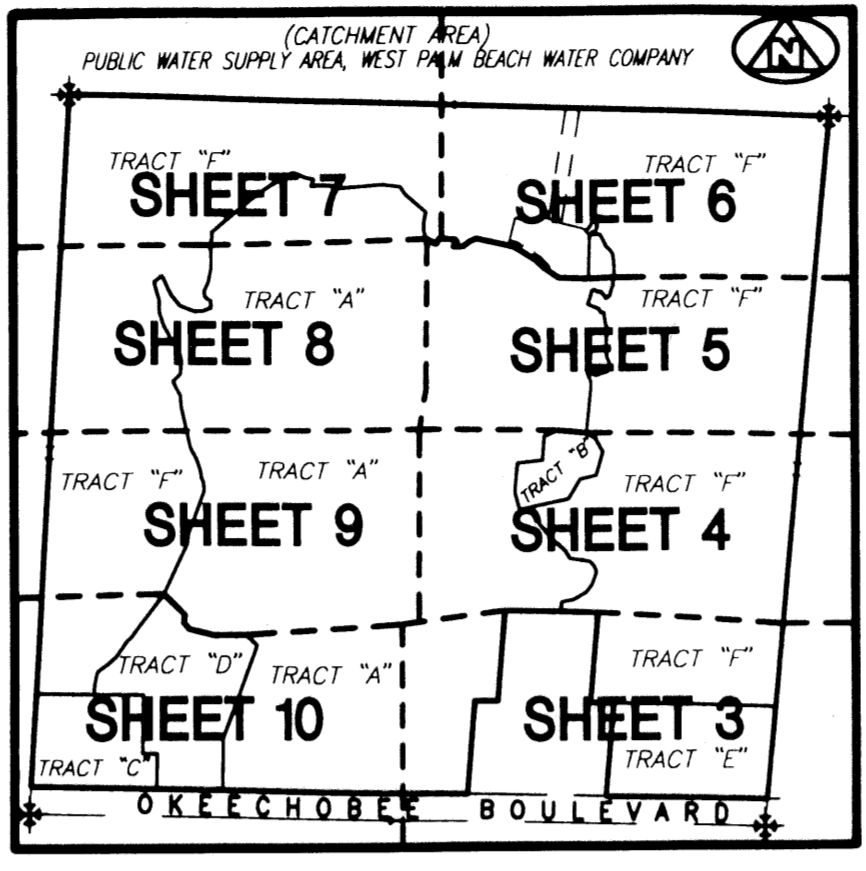 (CATCHMENT AREA)
PUBLIC WATER SUPPLY AREA, WEST PALM BEACH WATER COMPANY
N
TRACT "F"
SHEET 7
TRACT "F"
SHEET 6
TRACT "A"
SHEET 8
TRACT "F"
SHEET 5
TRACT "F"
TRACT "A"
SHEET 9
TRACT "B"
TRACT "F"
SHEET 4
TRACT "D"
TRACT "A"
SHEET 10
TRACT "C"
TRACT "F"
SHEET 3
TRACT "E"
OKEECHOBEE BOULEVARD